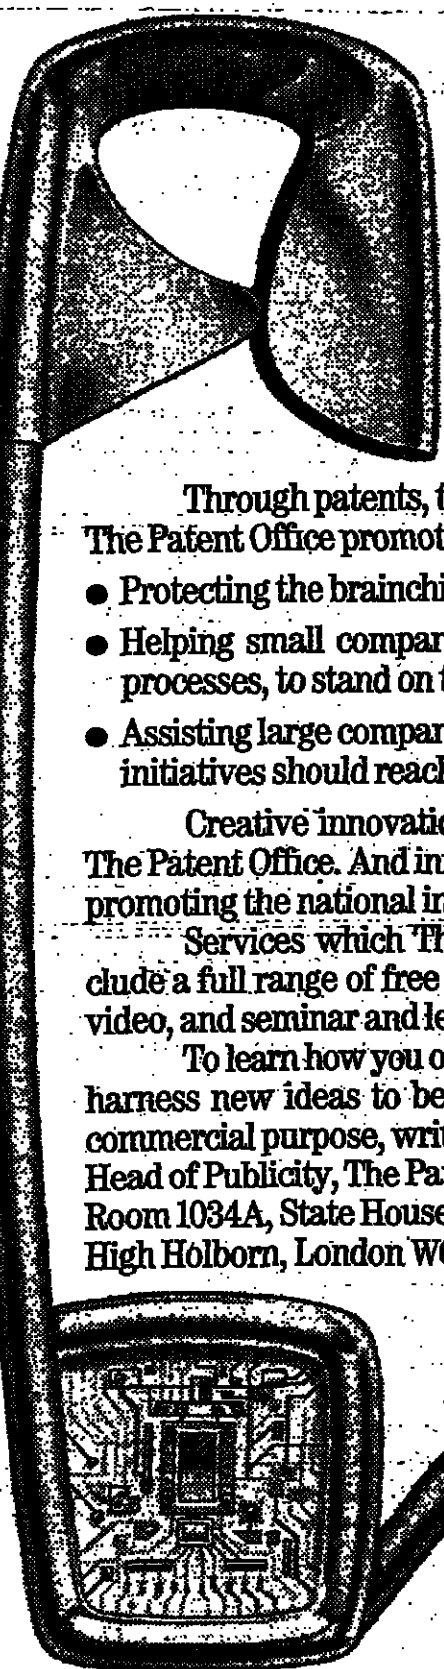 Through patents, t
The Patent Office promot
● Protecting the brainchi
● Helping small compar
processes, to stand on t
● Assisting large compar
initiatives should reach
Creative innovatio
The Patent Office. And in
promoting the national in
Services which Th
clude a full range of free
video, and seminar and le
To learn how you o
harness new ideas to be
commercial purpose, writ
Head of Publicity, The Pa
Room 1034A, State House
High Holborn, London W